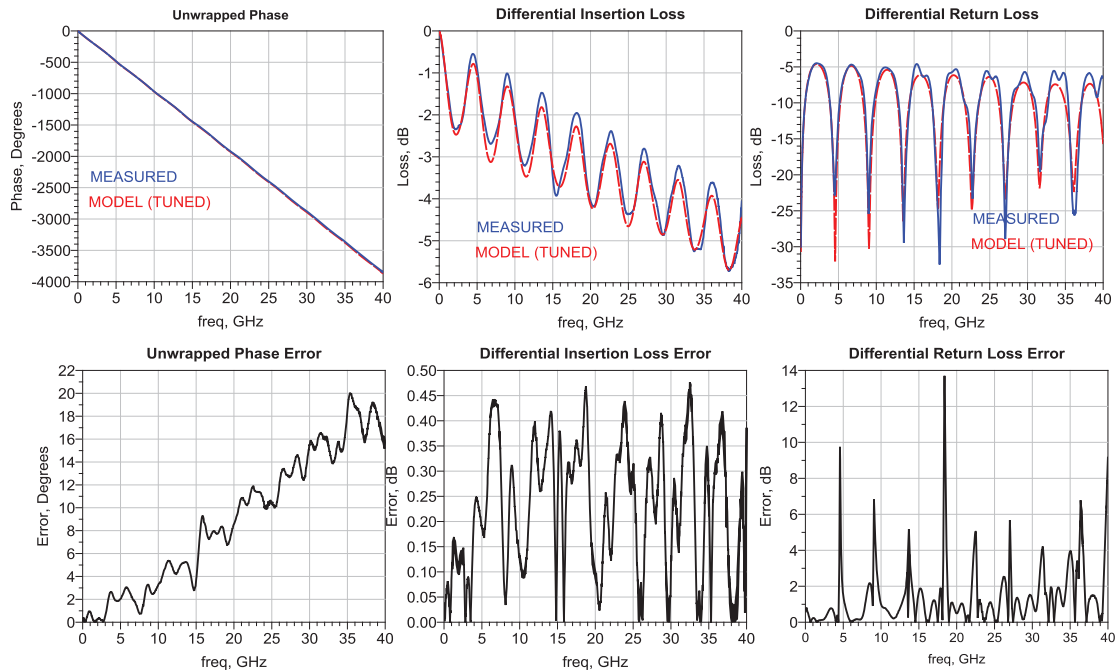 Unwrapped Phase
Phase, Degrees
0
-500
-1000
-1500
-2000
-2500
-3000
-3500
-4000
MEASURED
MODEL (TUNED)
0 5 10 15 20 25 30 35 40
freq, GHz
Differential Insertion Loss
Loss, dB
0
-1
-2
-3
-4
-5
-6
MEASURED
MODEL (TUNED)
0 5 10 15 20 25 30 35 40
freq, GHz
Differential Return Loss
Loss, dB
0
-5
-10
-15
-20
-25
-30
-35
MEASURED
MODEL (TUNED)
0 5 10 15 20 25 30 35 40
freq, GHz
Unwrapped Phase Error
Error, Degrees
22
20
18
16
14
12
10
8
6
4
2
0
0 5 10 15 20 25 30 35 40
freq, GHz
Differential Insertion Loss Error
Error, dB
0.50
0.45
0.40
0.35
0.30
0.25
0.20
0.15
0.10
0.05
0.00
0 5 10 15 20 25 30 35 40
freq, GHz
Differential Return Loss Error
Error, dB
14
12
10
8
6
4
2
0
0 5 10 15 20 25 30 35 40
freq, GHz